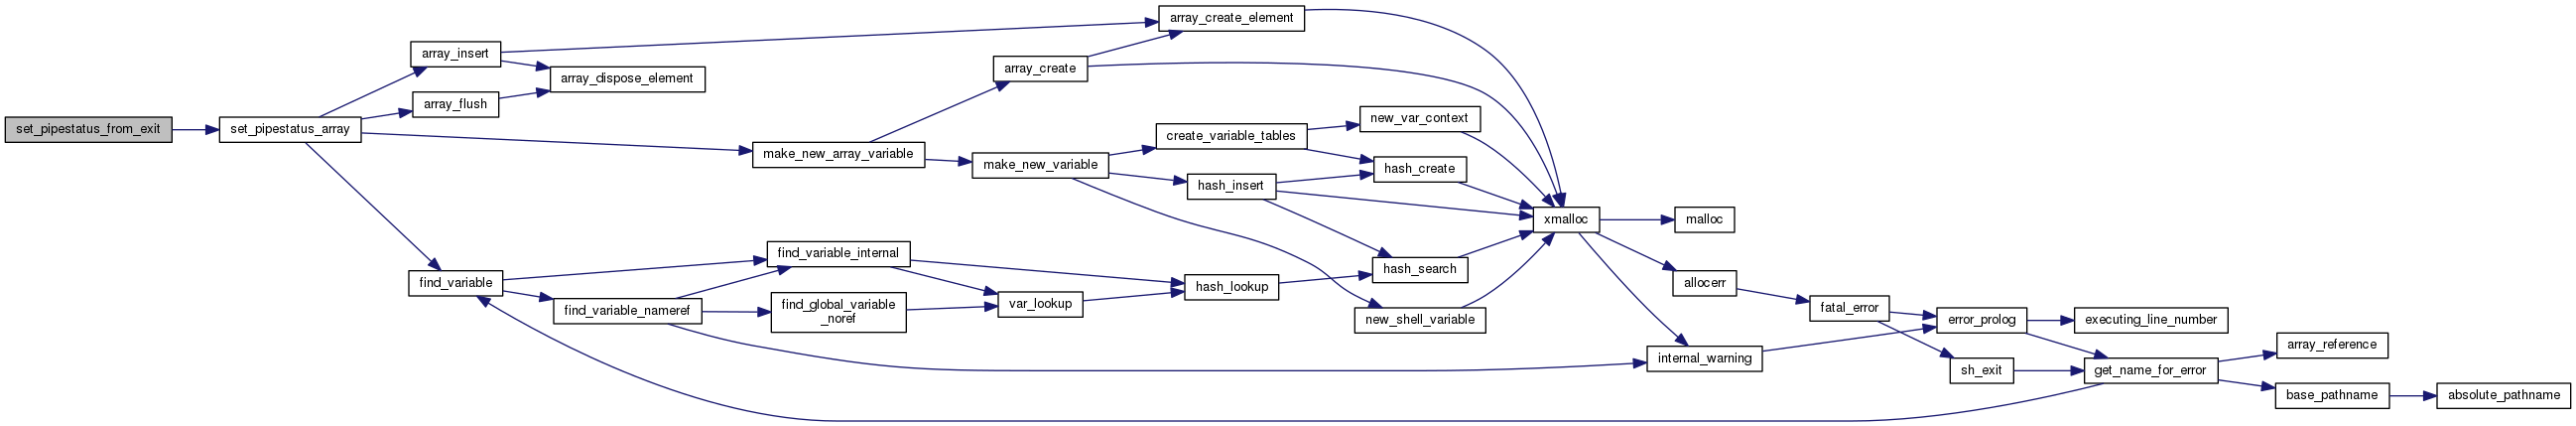 set_pipestatus_from_exit
set_pipestatus_array
array_insert
array_flush
find_variable
array_dispose_element
find_variable_nameref
make_new_array_variable
find_variable_internal
find_global_variable
_noref
array_create
make_new_variable
var_lookup
array_create_element
create_variable_tables
hash_insert
hash_lookup
new_var_context
hash_create
hash_search
new_shell_variable
xmalloc
malloc
allocerr
internal_warning
fatal_error
error_prolog
sh_exit
executing_line_number
get_name_for_error
array_reference
base_pathname
absolute_pathname